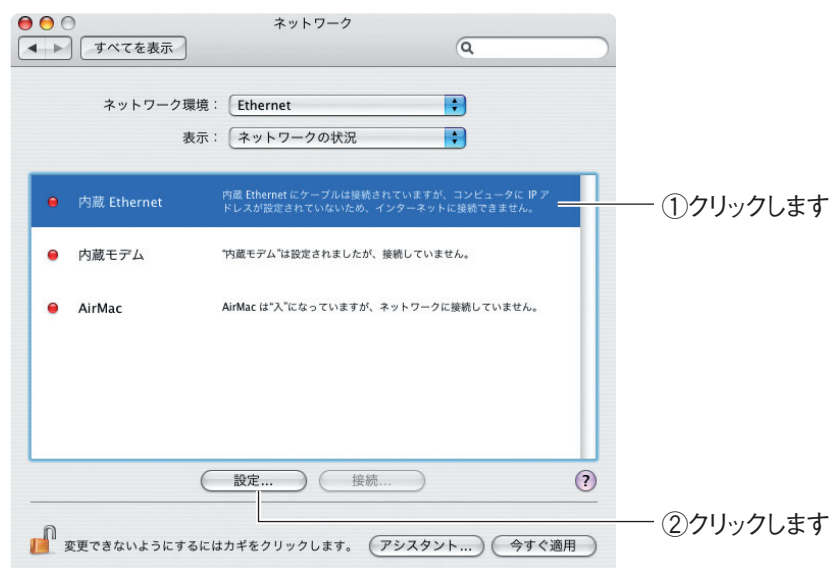 ネットワーク
すべてを表示
ネットワーク環境： Ethernet
表示： ネットワークの状況
内蔵 Ethernet
内蔵 Ethernet にケーブルは接続されていますが、コンピュータに IP ア
ドレスが設定されていないため、インターネットに接続できません。
①クリックします
内蔵モデム
“内蔵モデム”は設定されましたが、接続していません。
AirMac
AirMac は“入”になっていますが、ネットワークに接続していません。
設定... 接続... ?
②クリックします
変更できないようにするにはカギをクリックします。 アシスタント... 今すぐ適用